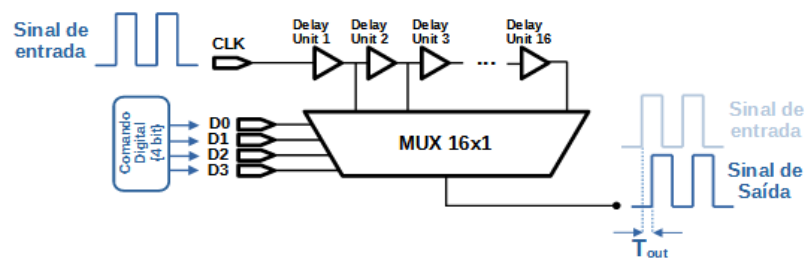 Sinal de
entrada
CLK
Delay
Unit 1
Delay
Unit 2
Delay
Unit 3
...
Delay
Unit 16
Comando
Digital
{4 bit}
D0
D1
D2
D3
MUX 16x1
Sinal de
entrada
Sinal de
Saída
Tout